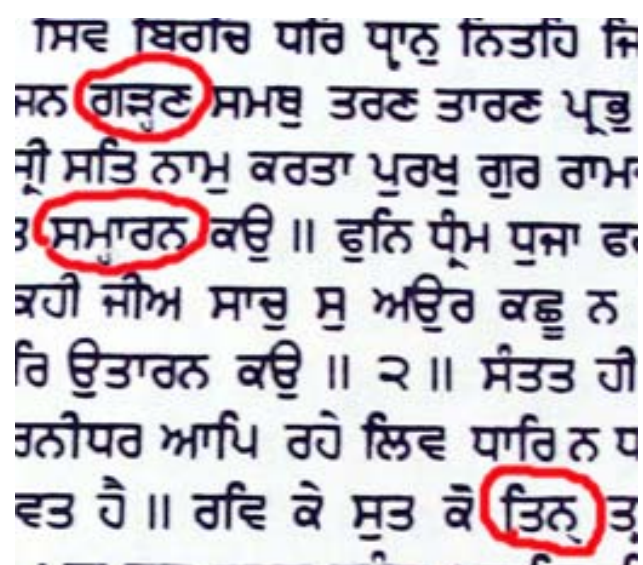 ਸਿਵ ਬਿਰੰਚਿ ਧਰਿ ਧੵਾਨੁ ਨਿਤਹਿ ਜਿ
ਜਨ ਗੜ੍ਹਣ ਸਮਥੁ ਤਰਣ ਤਾਰਣ ਪ੍ਰਭੁ
ਸ੍ਰੀ ਸਤਿ ਨਾਮੁ ਕਰਤਾ ਪੁਰਖੁ ਗੁਰ ਰਾਮ
ਸਮ੍ਹਾਰਨ ਕਉ ॥ ਫੁਨਿ ਧ੍ਰੰਮ ਧੁਜਾ ਫ
ਕਹੀ ਜੀਅ ਸਾਚੁ ਸੁ ਅਉਰ ਕਛੂ ਨ
ਰਿ ਉਤਾਰਨ ਕਉ ॥ ੨ ॥ ਸੰਤਤ ਹੀ
ਰਨੀਧਰ ਆਪਿ ਰਹੇ ਲਿਵ ਧਾਰਿ ਨ ਧ
ਵਤ ਹੈ ॥ ਰਵਿ ਕੇ ਸੁਤ ਕੋ ਤਿਨ੍ਹ ਤ੍ਰ